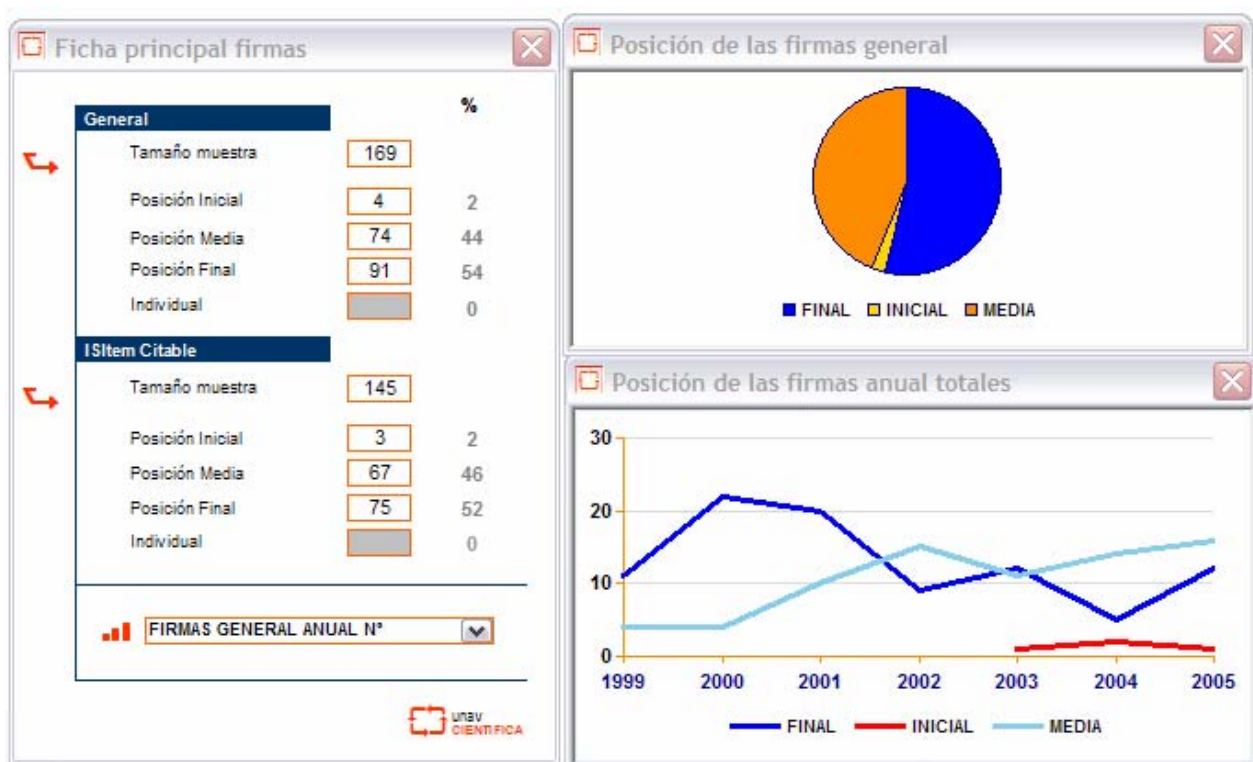 Ficha principal firmas
%
General
Tamaño muestra 169
Posición Inicial 4 2
Posición Media 74 44
Posición Final 91 54
Individual 0
ISItem Citable
Tamaño muestra 145
Posición Inicial 3 2
Posición Media 67 46
Posición Final 75 52
Individual 0
FIRMAS GENERAL ANUAL Nº
unav
CIENTIFICA
Posición de las firmas general
FINAL INICIAL MEDIA
Posición de las firmas anual totales
30
20
10
0
1999 2000 2001 2002 2003 2004 2005
FINAL INICIAL MEDIA